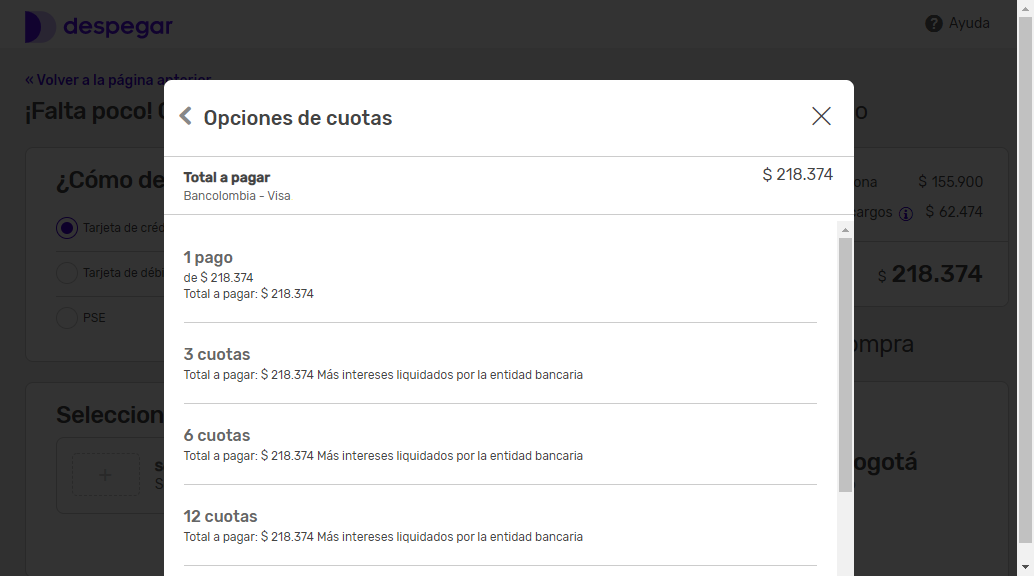 despegar
Ayuda
« Volver a la página anterior
¡Falta poco!
Opciones de cuotas
¿Cómo de
Total a pagar
$ 218.374
Bancolombia - Visa
ona
$ 155.900
Tarjeta de créd
argos
$ 62.474
1 pago
de $ 218.374
Total a pagar: $ 218.374
Tarjeta de débi
$ 218.374
PSE
3 cuotas
Total a pagar: $ 218.374 Más intereses liquidados por la entidad bancaria
ompra
Seleccion
6 cuotas
Total a pagar: $ 218.374 Más intereses liquidados por la entidad bancaria
ogotá
12 cuotas
Total a pagar: $ 218.374 Más intereses liquidados por la entidad bancaria